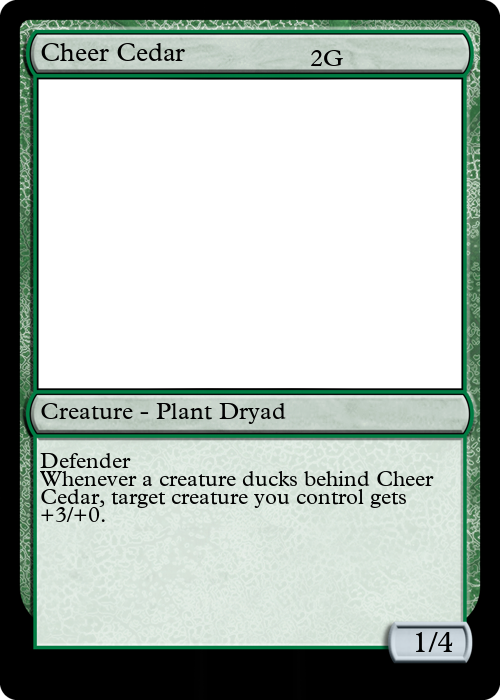 Cheer Cedar 2G
Creature - Plant Dryad
Defender
Whenever a creature ducks behind Cheer
Cedar, target creature you control gets
+3/+0.
1/4